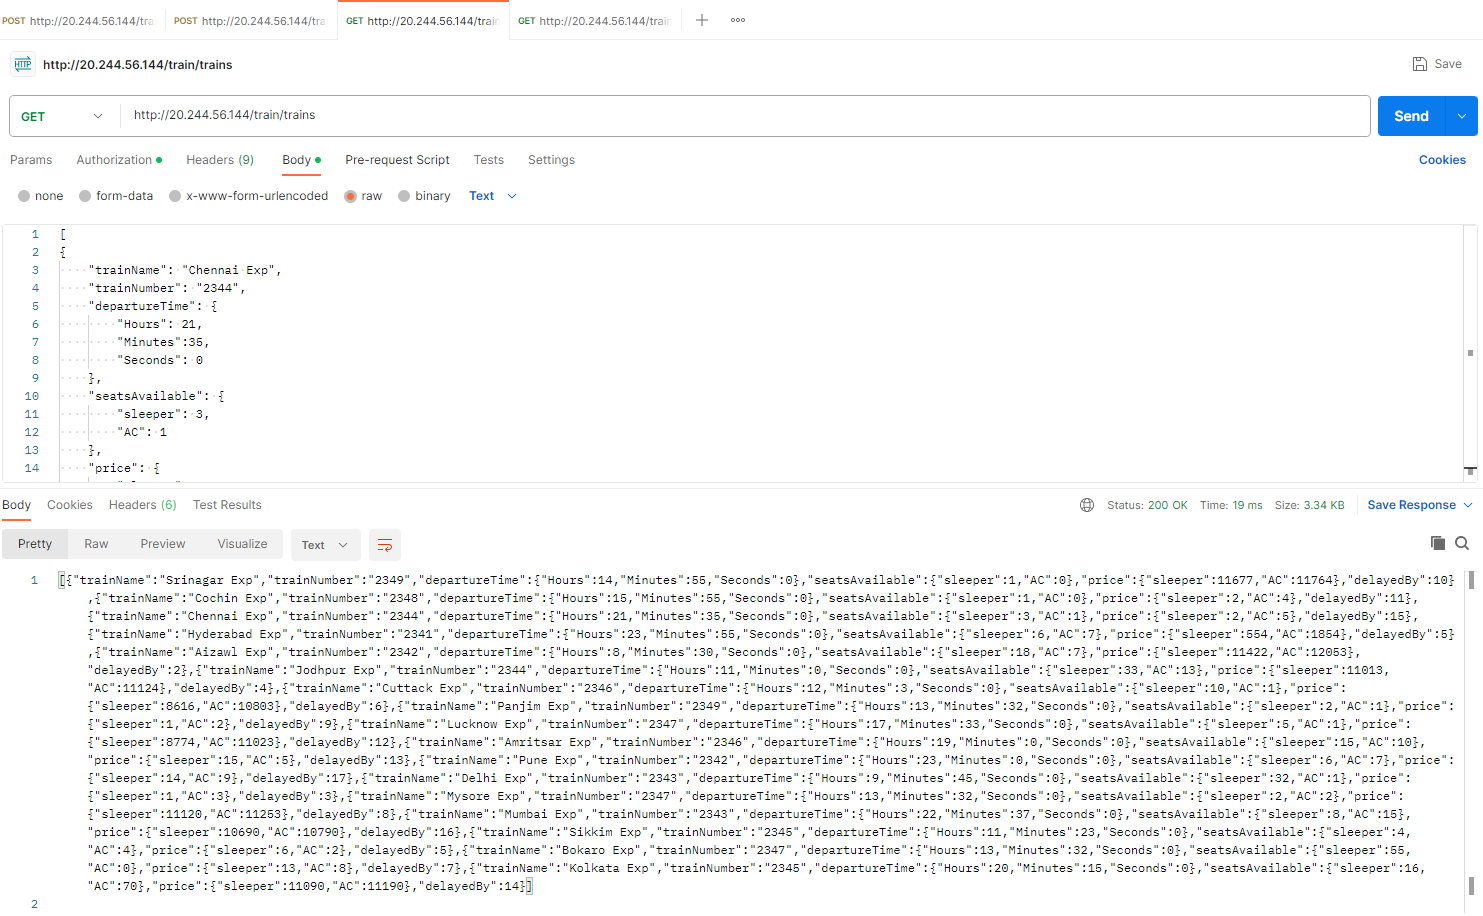 POST http://20.244.56.144/trai
POST http://20.244.56.144/tra
GET http://20.244.56.144/train
GET http://20.244.56.144/train
http://20.244.56.144/train/trains
Save
GET http://20.244.56.144/train/trains Send
Params Authorization Headers (9) Body Pre-request Script Tests Settings Cookies
none form-data x-www-form-urlencoded raw binary Text
1 [
2 {
3 "trainName": "Chennai Exp",
4 "trainNumber": "2344",
5 "departureTime": {
6 "Hours": 21,
7 "Minutes":35,
8 "Seconds": 0
9 },
10 "seatsAvailable": {
11 "sleeper": 3,
12 "AC": 1
13 },
14 "price": {
Body Cookies Headers (6) Test Results Status: 200 OK Time: 19 ms Size: 3.34 KB Save Response
Pretty Raw Preview Visualize Text
1 [{"trainName":"Srinagar Exp","trainNumber":"2349","departureTime":{"Hours":14,"Minutes":55,"Seconds":0},"seatsAvailable":{"sleeper":1,"AC":0},"price":{"sleeper":11677,"AC":11764},"delayedBy":10}
,{"trainName":"Cochin Exp","trainNumber":"2348","departureTime":{"Hours":15,"Minutes":55,"Seconds":0},"seatsAvailable":{"sleeper":1,"AC":0},"price":{"sleeper":2,"AC":4},"delayedBy":11},
{"trainName":"Chennai Exp","trainNumber":"2344","departureTime":{"Hours":21,"Minutes":35,"Seconds":0},"seatsAvailable":{"sleeper":3,"AC":1},"price":{"sleeper":2,"AC":5},"delayedBy":15},
{"trainName":"Hyderabad Exp","trainNumber":"2341","departureTime":{"Hours":23,"Minutes":55,"Seconds":0},"seatsAvailable":{"sleeper":6,"AC":7},"price":{"sleeper":554,"AC":1854},"delayedBy":5}
,{"trainName":"Aizawl Exp","trainNumber":"2342","departureTime":{"Hours":8,"Minutes":30,"Seconds":0},"seatsAvailable":{"sleeper":18,"AC":7},"price":{"sleeper":11422,"AC":12053},
"delayedBy":2},{"trainName":"Jodhpur Exp","trainNumber":"2344","departureTime":{"Hours":11,"Minutes":0,"Seconds":0},"seatsAvailable":{"sleeper":33,"AC":13},"price":{"sleeper":11013,
"AC":11124},"delayedBy":4},{"trainName":"Cuttack Exp","trainNumber":"2346","departureTime":{"Hours":12,"Minutes":3,"Seconds":0},"seatsAvailable":{"sleeper":10,"AC":1},"price":
{"sleeper":8616,"AC":10803},"delayedBy":6},{"trainName":"Panjim Exp","trainNumber":"2349","departureTime":{"Hours":13,"Minutes":32,"Seconds":0},"seatsAvailable":{"sleeper":2,"AC":1},"price":
{"sleeper":1,"AC":2},"delayedBy":9},{"trainName":"Lucknow Exp","trainNumber":"2347","departureTime":{"Hours":17,"Minutes":33,"Seconds":0},"seatsAvailable":{"sleeper":5,"AC":1},"price":
{"sleeper":8774,"AC":11023},"delayedBy":12},{"trainName":"Amritsar Exp","trainNumber":"2346","departureTime":{"Hours":19,"Minutes":0,"Seconds":0},"seatsAvailable":{"sleeper":15,"AC":10},
"price":{"sleeper":15,"AC":5},"delayedBy":13},{"trainName":"Pune Exp","trainNumber":"2342","departureTime":{"Hours":23,"Minutes":0,"Seconds":0},"seatsAvailable":{"sleeper":6,"AC":7},"price":
{"sleeper":14,"AC":9},"delayedBy":17},{"trainName":"Delhi Exp","trainNumber":"2343","departureTime":{"Hours":9,"Minutes":45,"Seconds":0},"seatsAvailable":{"sleeper":32,"AC":1},"price":
{"sleeper":1,"AC":3},"delayedBy":3},{"trainName":"Mysore Exp","trainNumber":"2347","departureTime":{"Hours":13,"Minutes":32,"Seconds":0},"seatsAvailable":{"sleeper":2,"AC":2},"price":
{"sleeper":11120,"AC":11253},"delayedBy":8},{"trainName":"Mumbai Exp","trainNumber":"2343","departureTime":{"Hours":22,"Minutes":37,"Seconds":0},"seatsAvailable":{"sleeper":8,"AC":15},
"price":{"sleeper":10690,"AC":10790},"delayedBy":16},{"trainName":"Sikkim Exp","trainNumber":"2345","departureTime":{"Hours":11,"Minutes":23,"Seconds":0},"seatsAvailable":{"sleeper":4,
"AC":4},"price":{"sleeper":6,"AC":2},"delayedBy":5},{"trainName":"Bokaro Exp","trainNumber":"2347","departureTime":{"Hours":13,"Minutes":32,"Seconds":0},"seatsAvailable":{"sleeper":55,
"AC":0},"price":{"sleeper":13,"AC":8},"delayedBy":7},{"trainName":"Kolkata Exp","trainNumber":"2345","departureTime":{"Hours":20,"Minutes":15,"Seconds":0},"seatsAvailable":{"sleeper":16,
"AC":70},"price":{"sleeper":11090,"AC":11190},"delayedBy":14}]
2